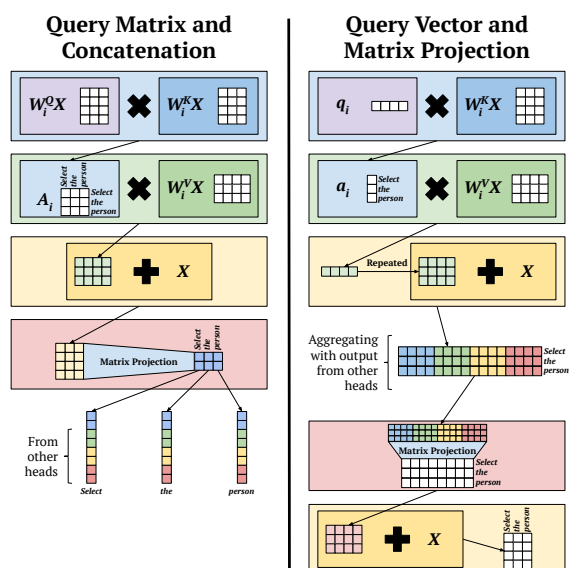 Query Matrix and
Concatenation
W_i^Q X
W_i^K X
Select
the
person
A_i
Select
the
person
W_i^V X
X
Select
the
person
Matrix Projection
From
other
heads
Select
the
person
Query Vector and
Matrix Projection
q_i
W_i^K X
a_i
Select
the
person
W_i^V X
Repeated
X
Aggregating
with output
from other
heads
Select
the
person
Matrix Projection
Select
the
person
X
Select
the
person